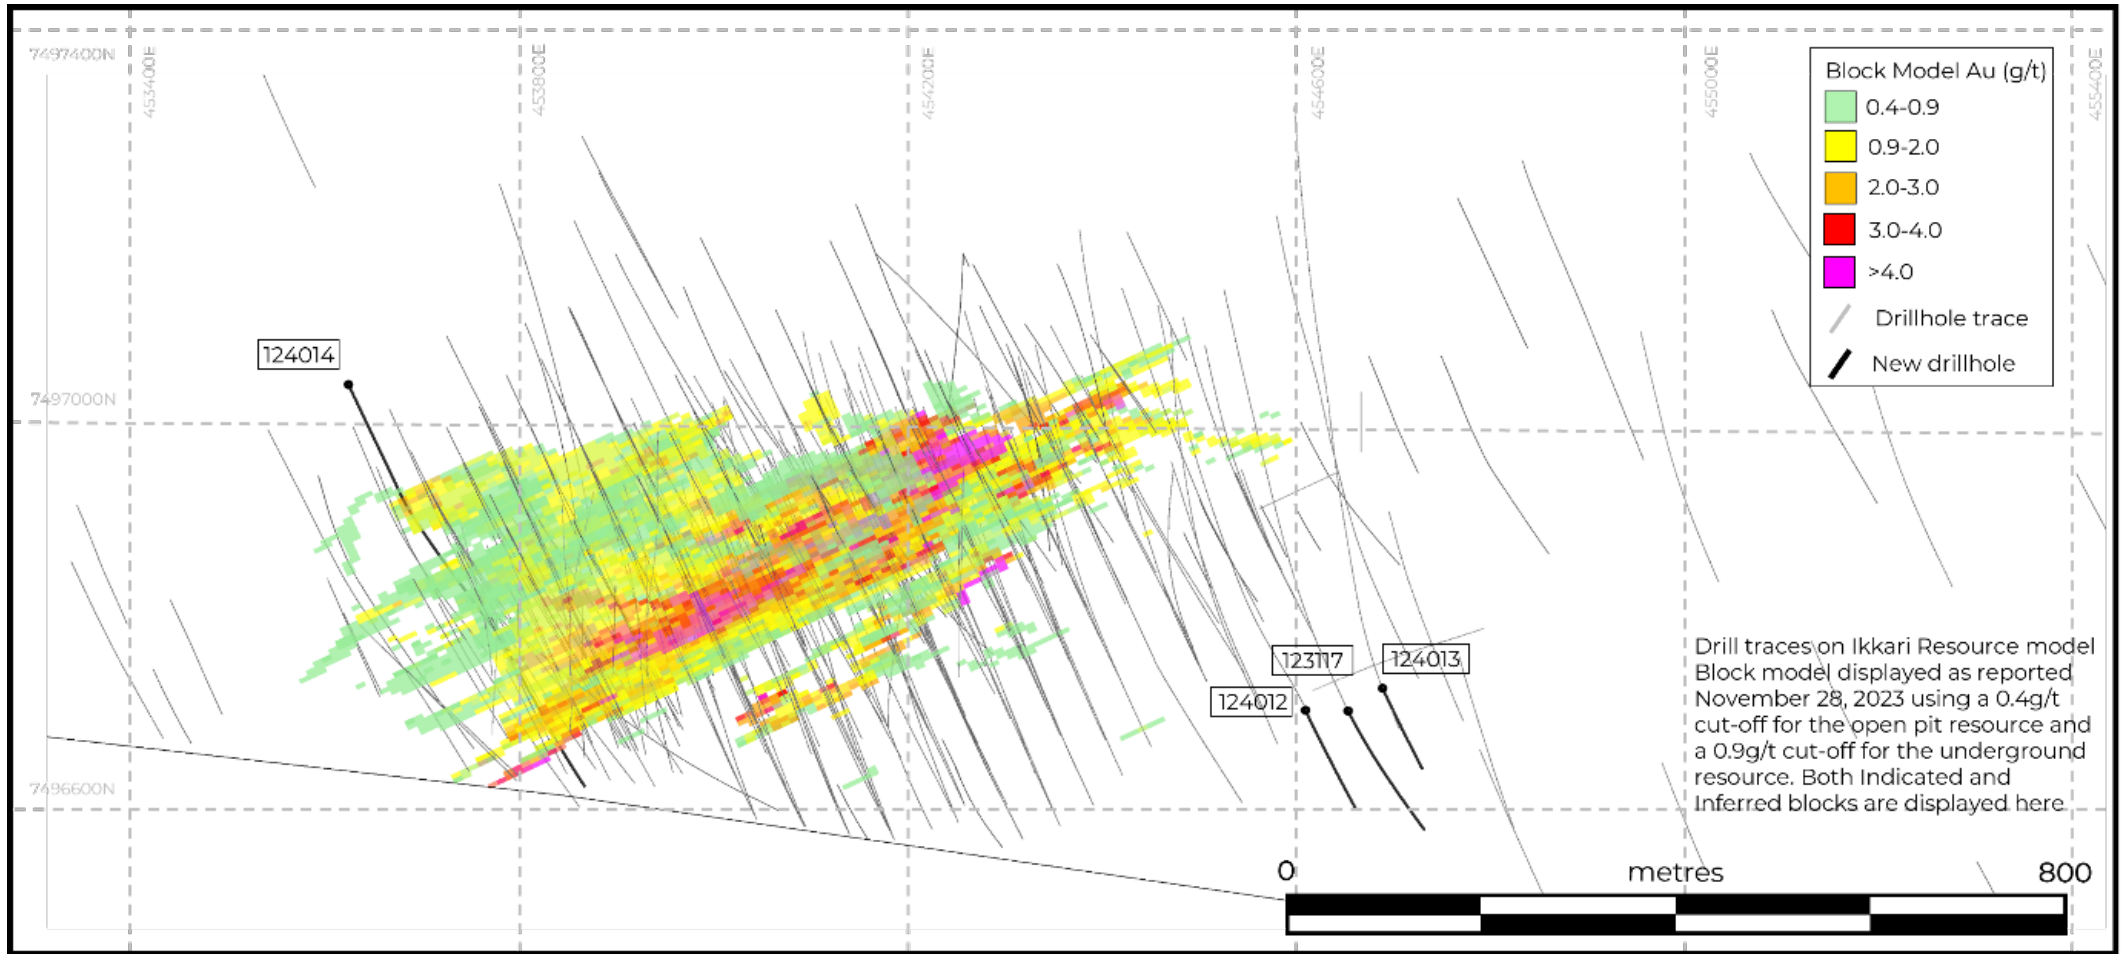 7497400N
453400E
453800E
454200E
454600E
455000E
455400E
Block Model Au (g/t)
0.4-0.9
0.9-2.0
2.0-3.0
3.0-4.0
>4.0
Drillhole trace
New drillhole
124014
7497000N
123117
124013
124012
Drill traces on Ikkari Resource model
Block model displayed as reported
November 28, 2023 using a 0.4g/t
cut-off for the open pit resource and
a 0.9g/t cut-off for the underground
resource. Both Indicated and
Inferred blocks are displayed here
7496600N
0
metres
800